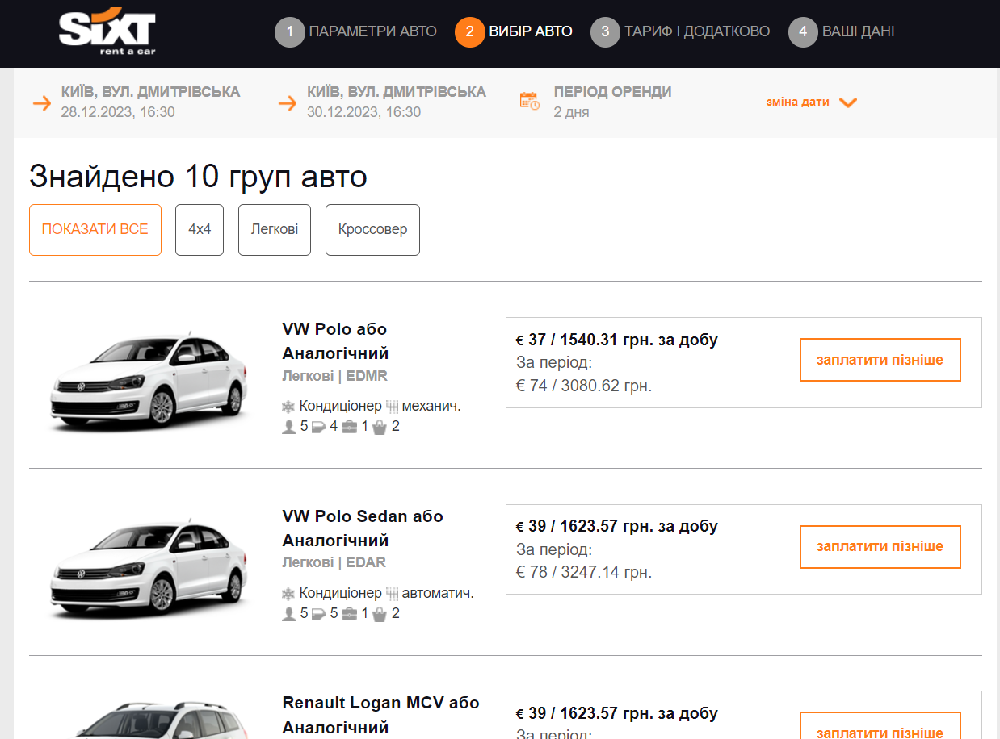 SIXT
rent a car
1 ПАРАМЕТРИ АВТО 2 ВИБІР АВТО 3 ТАРИФ І ДОДАТКОВО 4 ВАШІ ДАНІ
КИЇВ, ВУЛ. ДМИТРІВСЬКА
28.12.2023, 16:30
КИЇВ, ВУЛ. ДМИТРІВСЬКА
30.12.2023, 16:30
ПЕРІОД ОРЕНДИ
2 дня
зміна дати
Знайдено 10 груп авто
ПОКАЗАТИ ВСЕ 4x4 Легкові Кроссовер
VW Polo або
Аналогічний
Легкові | EDMR
Кондиціонер механич.
5 4 1 2
€ 37 / 1540.31 грн. за добу
За період:
€ 74 / 3080.62 грн.
заплатити пізніше
VW Polo Sedan або
Аналогічний
Легкові | EDAR
Кондиціонер автоматич.
5 5 1 2
€ 39 / 1623.57 грн. за добу
За період:
€ 78 / 3247.14 грн.
заплатити пізніше
Renault Logan MCV або
Аналогічний
€ 39 / 1623.57 грн. за добу
За період:
заплатити пізніше